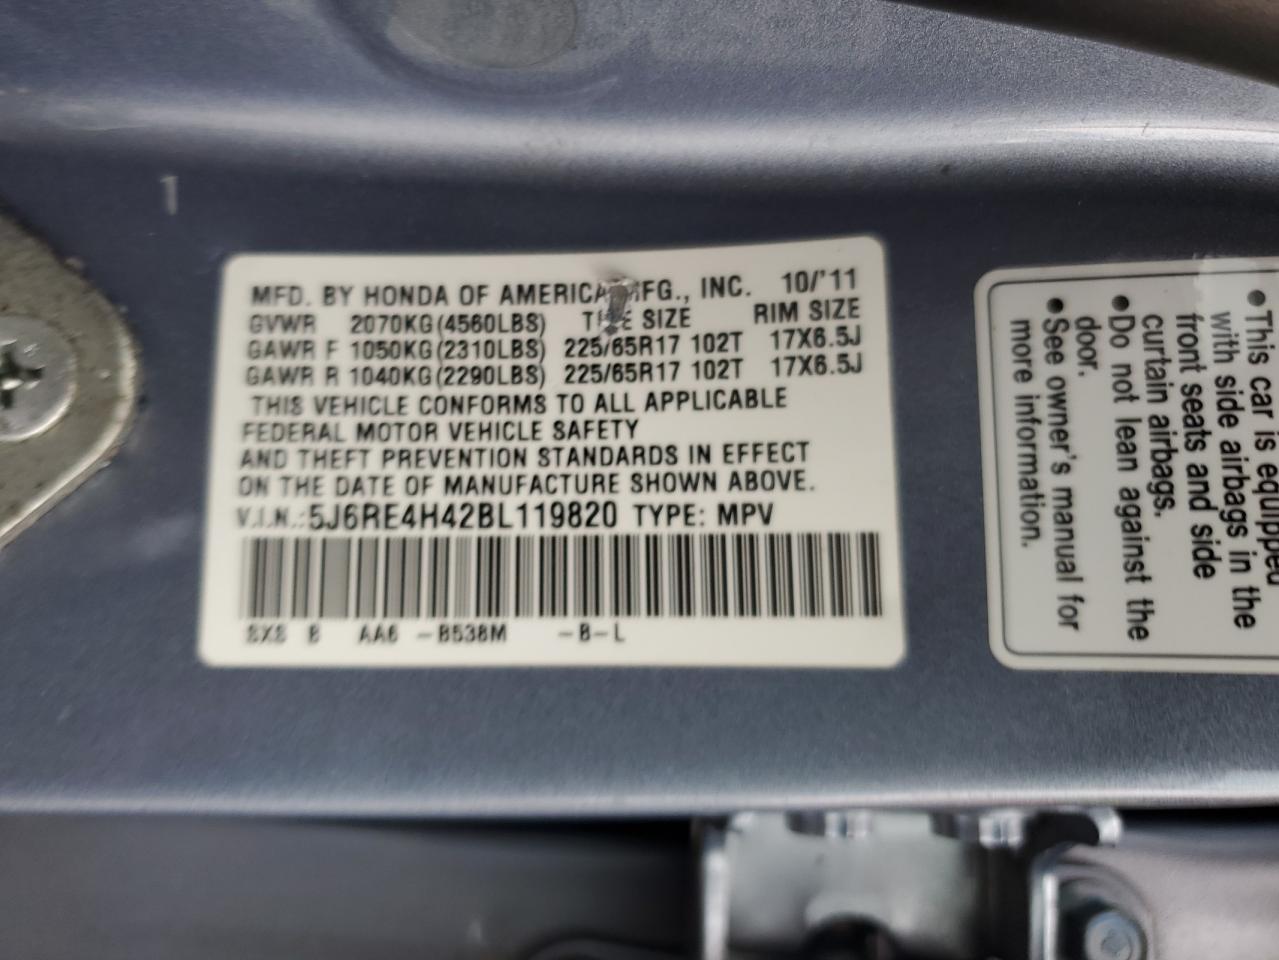 1
MFD. BY HONDA OF AMERICA MFG., INC. 10/'11
GVWR 2070KG(4560LBS) TIRE SIZE RIM SIZE
GAWR F 1050KG(2310LBS) 225/65R17 102T 17X6.5J
GAWR R 1040KG(2290LBS) 225/65R17 102T 17X6.5J
THIS VEHICLE CONFORMS TO ALL APPLICABLE
FEDERAL MOTOR VEHICLE SAFETY
AND THEFT PREVENTION STANDARDS IN EFFECT
ON THE DATE OF MANUFACTURE SHOWN ABOVE.
V.I.N.:5J6RE4H42BL119820 TYPE: MPV
SXS B AA6 -B538M -B-L
●This car is equipped
with side airbags in the
front seats and side
curtain airbags.
●Do not lean against the
door.
●See owner's manual for
more information.